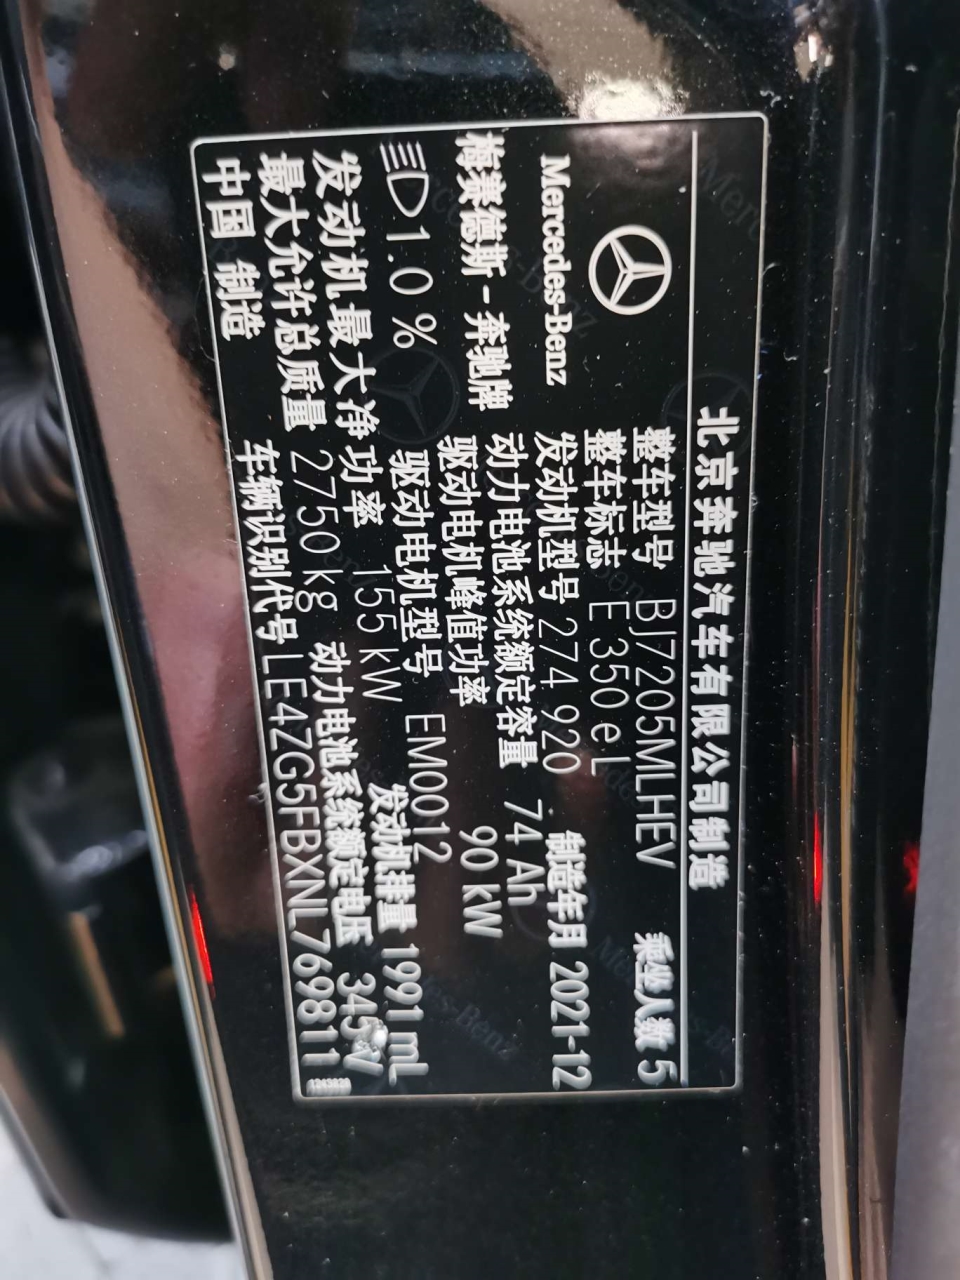 北京奔驰汽车有限公司制造
整车型号 BJ7205MLHEV 乘坐人数 5
整车标志 E 350 e L
Mercedes-Benz 发动机型号 274 920 制造年月 2021-12
动力电池系统额定容量 74 Ah
梅赛德斯-奔驰牌 驱动电机峰值功率 90 kW
1.0 % 驱动电机型号 EM0012
发动机最大净功率 155 kW 发动机排量 1991 mL
最大允许总质量 2750 kg 动力电池系统额定电压 345 V
中国 制造 车辆识别代号 LE4ZG5FBXNL769811
1243828